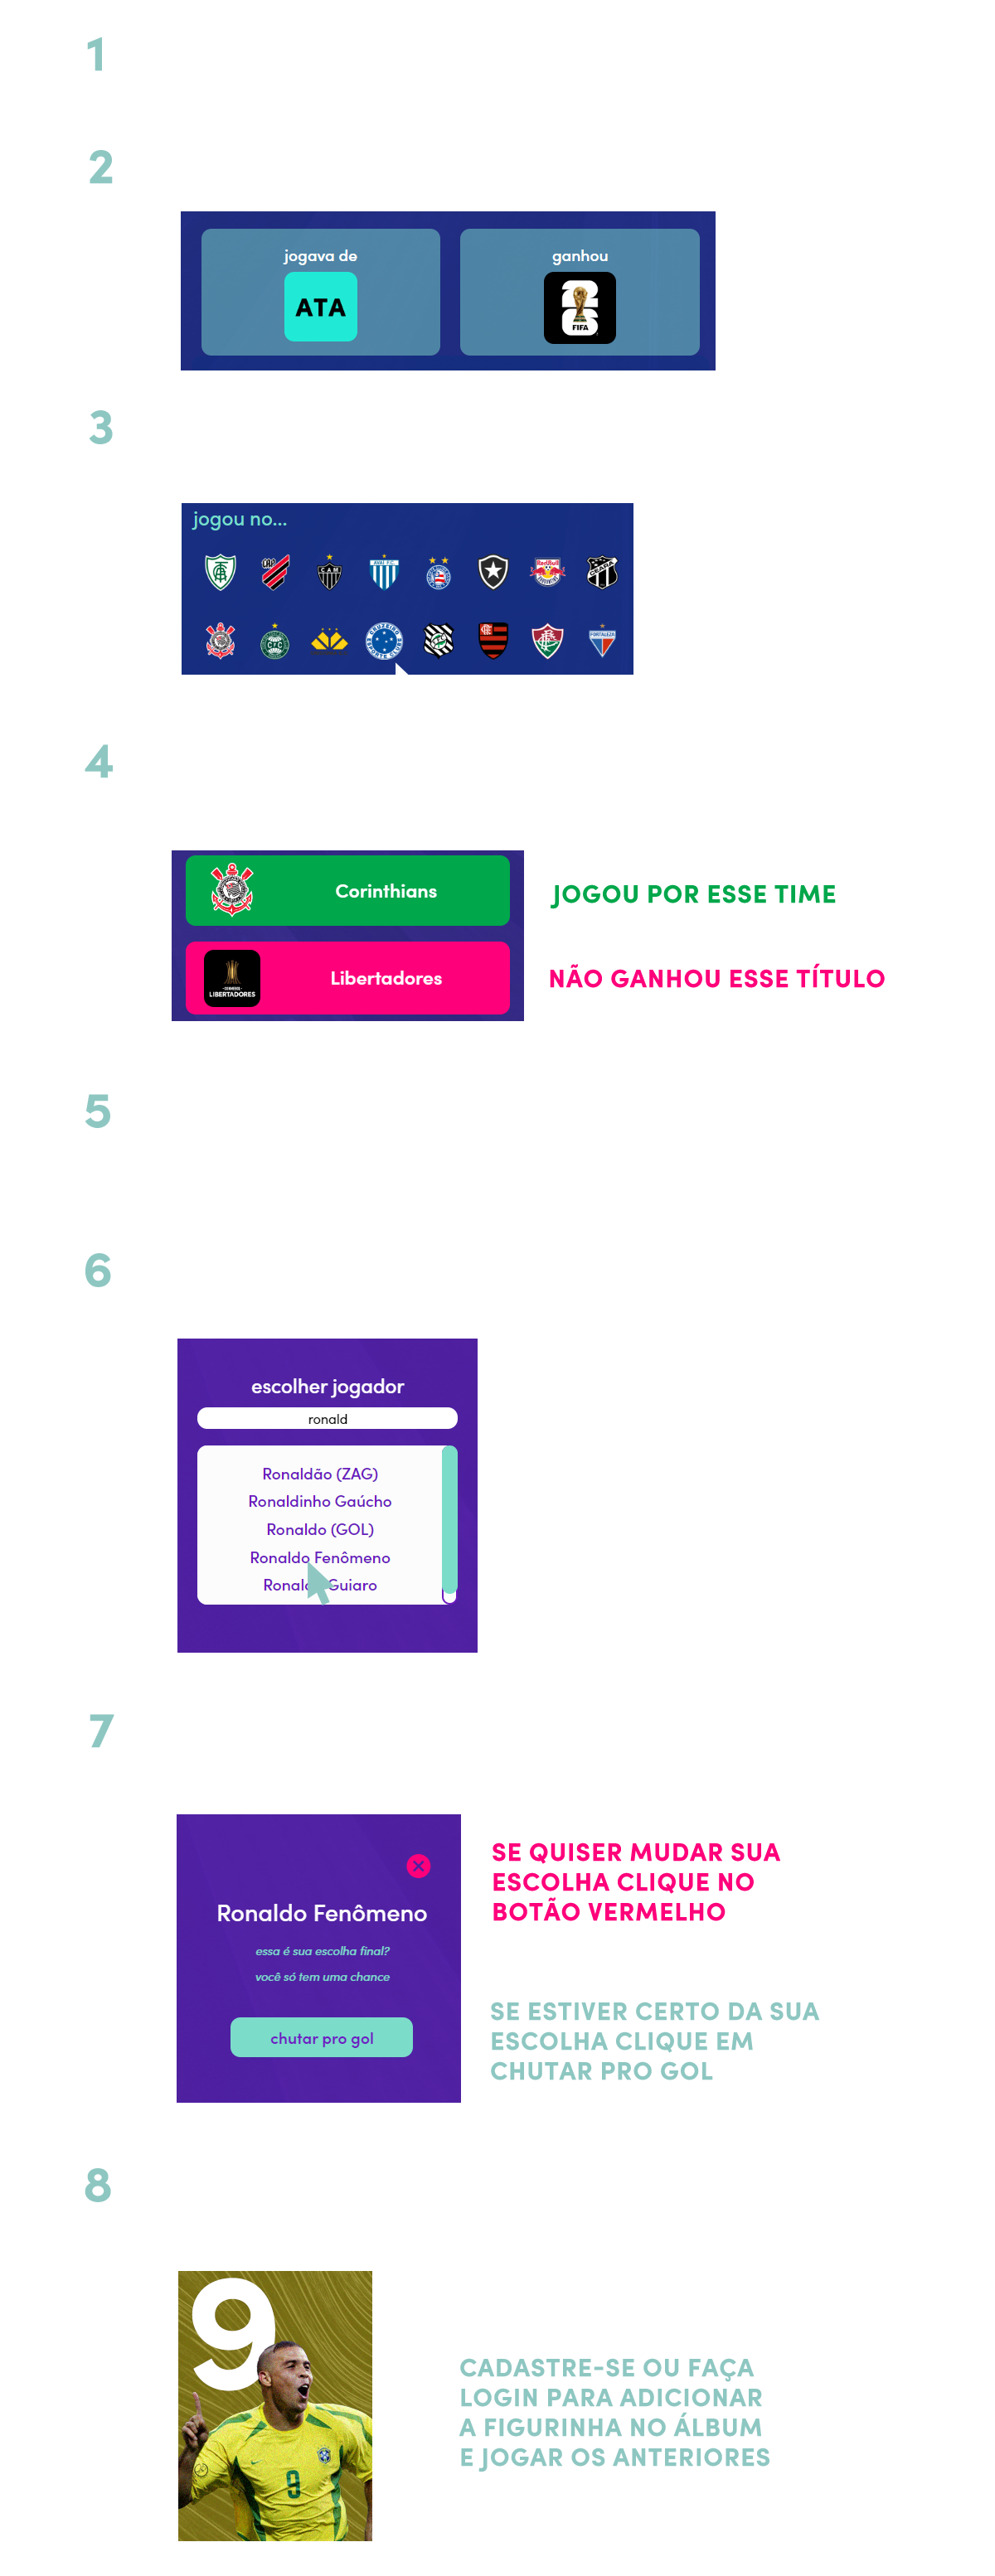 1
2
jogava de
ganhou
ATA
FIFA
3
jogou no...
4
Corinthians
JOGOU POR ESSE TIME
LIBERTADORES
Libertadores
NÃO GANHOU ESSE TÍTULO
5
6
escolher jogador
ronald
Ronaldão (ZAG)
Ronaldinho Gaúcho
Ronaldo (GOL)
Ronaldo Fenômeno
Guiaro
7
SE QUISER MUDAR SUA
ESCOLHA CLIQUE NO
BOTÃO VERMELHO
Ronaldo Fenômeno
essa é sua escolha final?
você só tem uma chance
chutar pro gol
SE ESTIVER CERTO DA SUA
ESCOLHA CLIQUE EM
CHUTAR PRO GOL
8
9
9
CADASTRE-SE OU FAÇA
LOGIN PARA ADICIONAR
A FIGURINHA NO ÁLBUM
E JOGAR OS ANTERIORES